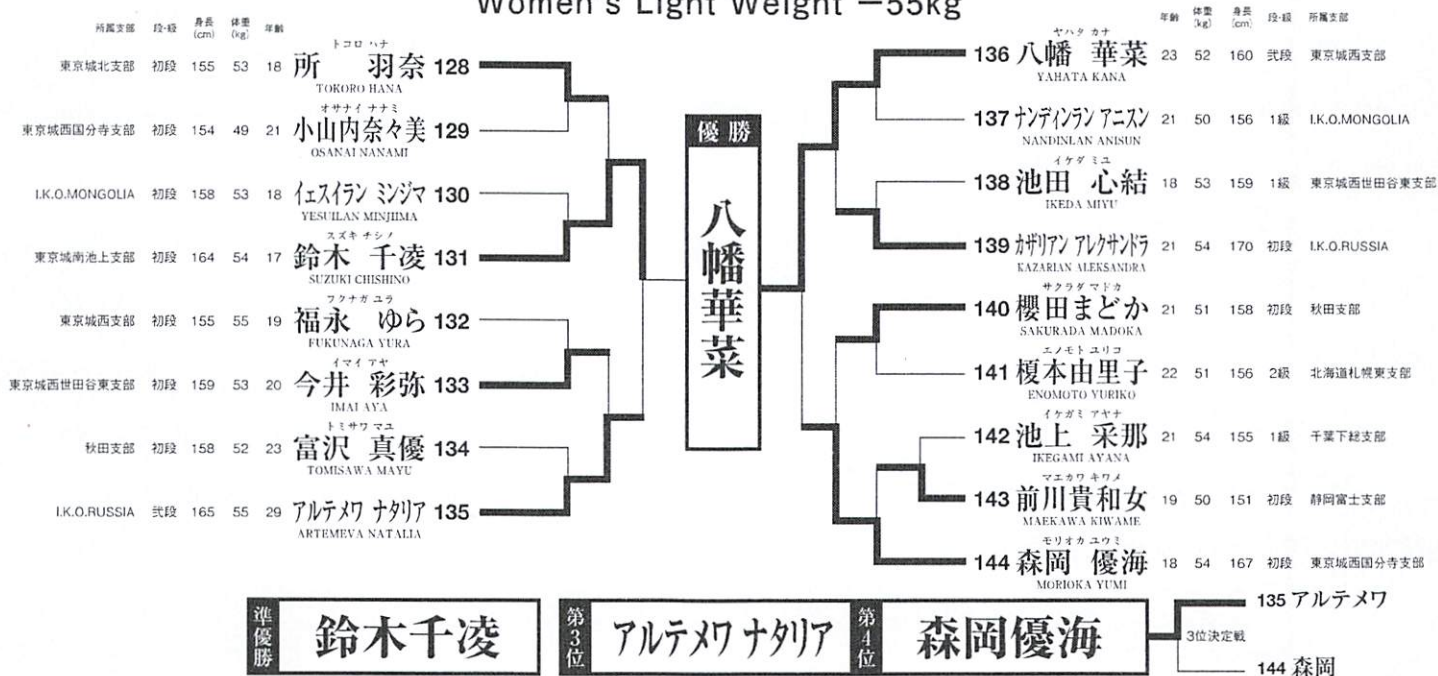 Women's Light Weight －55kg
所属支部 段・級 身長(cm) 体重(kg) 年齢
トコロ ハナ
東京城北支部 初段 155 53 18 所 羽奈 128
TOKORO HANA
オサナイ ナナミ
東京城西国分寺支部 初段 154 49 21 小山内奈々美 129
OSANAI NANAMI
I.K.O.MONGOLIA 初段 158 53 18 イェスイラン ミンジマ 130
YESUILAN MINJIIMA
スズキ チシノ
東京城南池上支部 初段 164 54 17 鈴木 千凌 131
SUZUKI CHISHINO
フクナガ ユラ
東京城西支部 初段 155 55 19 福永 ゆら 132
FUKUNAGA YURA
イマイ アヤ
東京城西世田谷東支部 初段 159 53 20 今井 彩弥 133
IMAI AYA
トミサワ マユ
秋田支部 初段 158 52 23 富沢 真優 134
TOMISAWA MAYU
I.K.O.RUSSIA 弐段 165 55 29 アルテメワ ナタリア 135
ARTEMEVA NATALIA
優勝
八幡華菜
年齢 体重(kg) 身長(cm) 段・級 所属支部
ヤハタ カナ
136 八幡 華菜 23 52 160 弐段 東京城西支部
YAHATA KANA
137 ナンディンラン アニスン 21 50 156 1級 I.K.O.MONGOLIA
NANDINLAN ANISUN
イケダ ミユ
138 池田 心結 18 53 159 1級 東京城西世田谷東支部
IKEDA MIYU
139 カザリアン アレクサンドラ 21 54 170 初段 I.K.O.RUSSIA
KAZARIAN ALEKSANDRA
サクラダ マドカ
140 櫻田まどか 21 51 158 初段 秋田支部
SAKURADA MADOKA
エノモト ユリコ
141 榎本由里子 22 51 156 2級 北海道札幌東支部
ENOMOTO YURIKO
イケガミ アヤナ
142 池上 采那 21 54 155 1級 千葉下総支部
IKEGAMI AYANA
マエカワ キワメ
143 前川貴和女 19 50 151 初段 静岡富士支部
MAEKAWA KIWAME
モリオカ ユウミ
144 森岡 優海 18 54 167 初段 東京城西国分寺支部
MORIOKA YUMI
準優勝 鈴木千凌
第3位 アルテメワ ナタリア
第4位 森岡優海
135 アルテメワ
3位決定戦
144 森岡